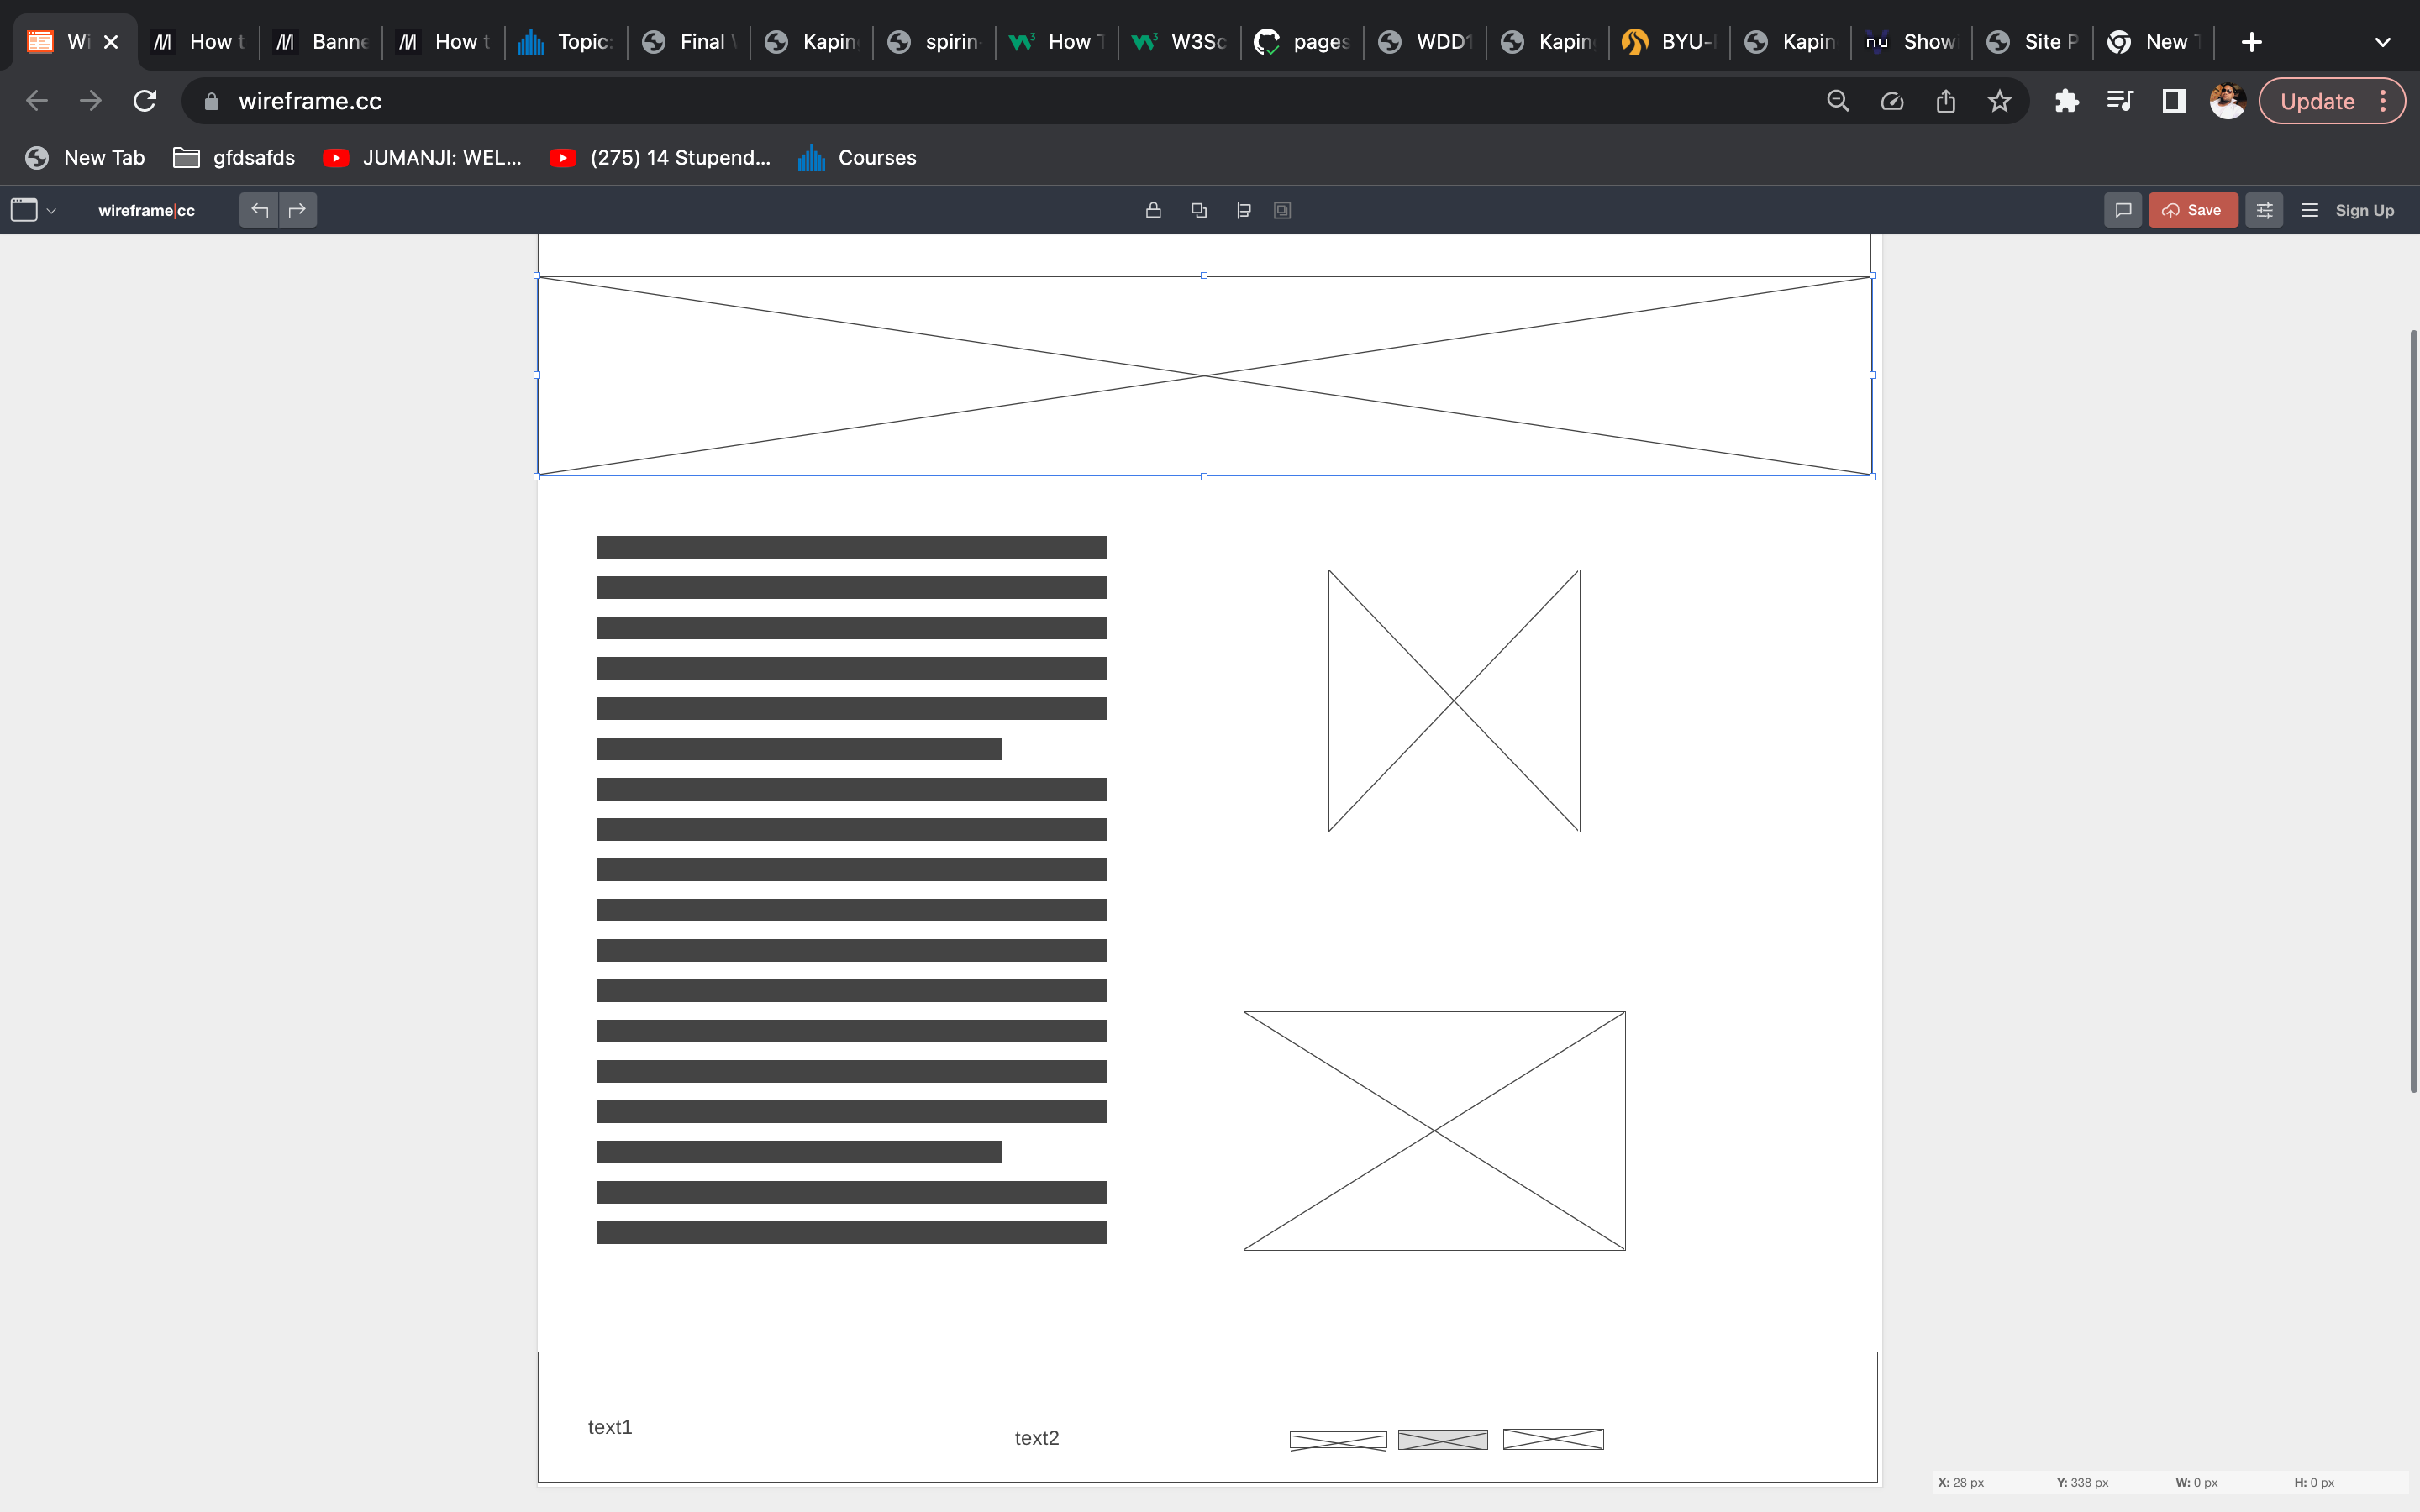 Wi How t Banne How t Topic: Final Kapin spirin How T W3Sc pages WDD1 Kapin BYU-I Kapin Show Site P New T
wireframe.cc Update
New Tab gfdsafds JUMANJI: WEL... (275) 14 Stupend... Courses
wireframe|cc Save Sign Up
text1
text2
X: 28 px Y: 338 px W: 0 px H: 0 px